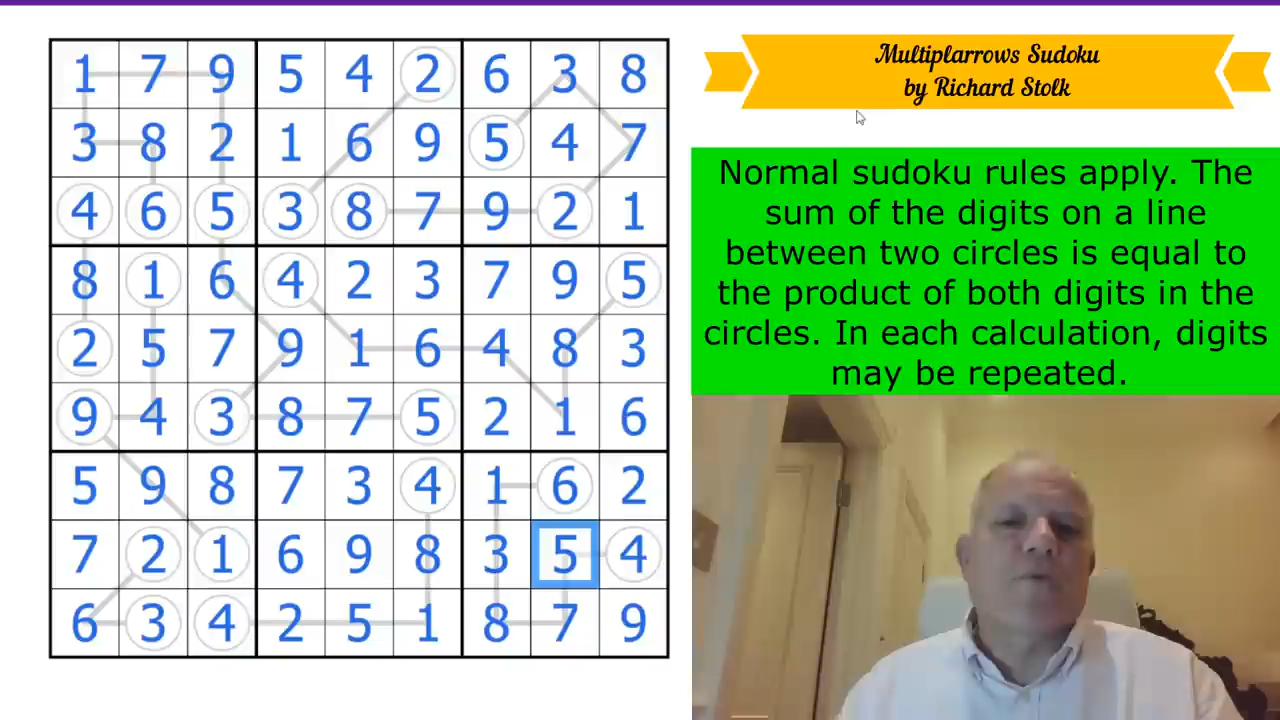 1 7 9 5 4 2 6 3 8
3 8 2 1 6 9 5 4 7
4 6 5 3 8 7 9 2 1
8 1 6 4 2 3 7 9 5
2 5 7 9 1 6 4 8 3
9 4 3 8 7 5 2 1 6
5 9 8 7 3 4 1 6 2
7 2 1 6 9 8 3 5 4
6 3 4 2 5 1 8 7 9
Multiplarrows Sudoku
by Richard Stolk
Normal sudoku rules apply. The
sum of the digits on a line
between two circles is equal to
the product of both digits in the
circles. In each calculation, digits
may be repeated.